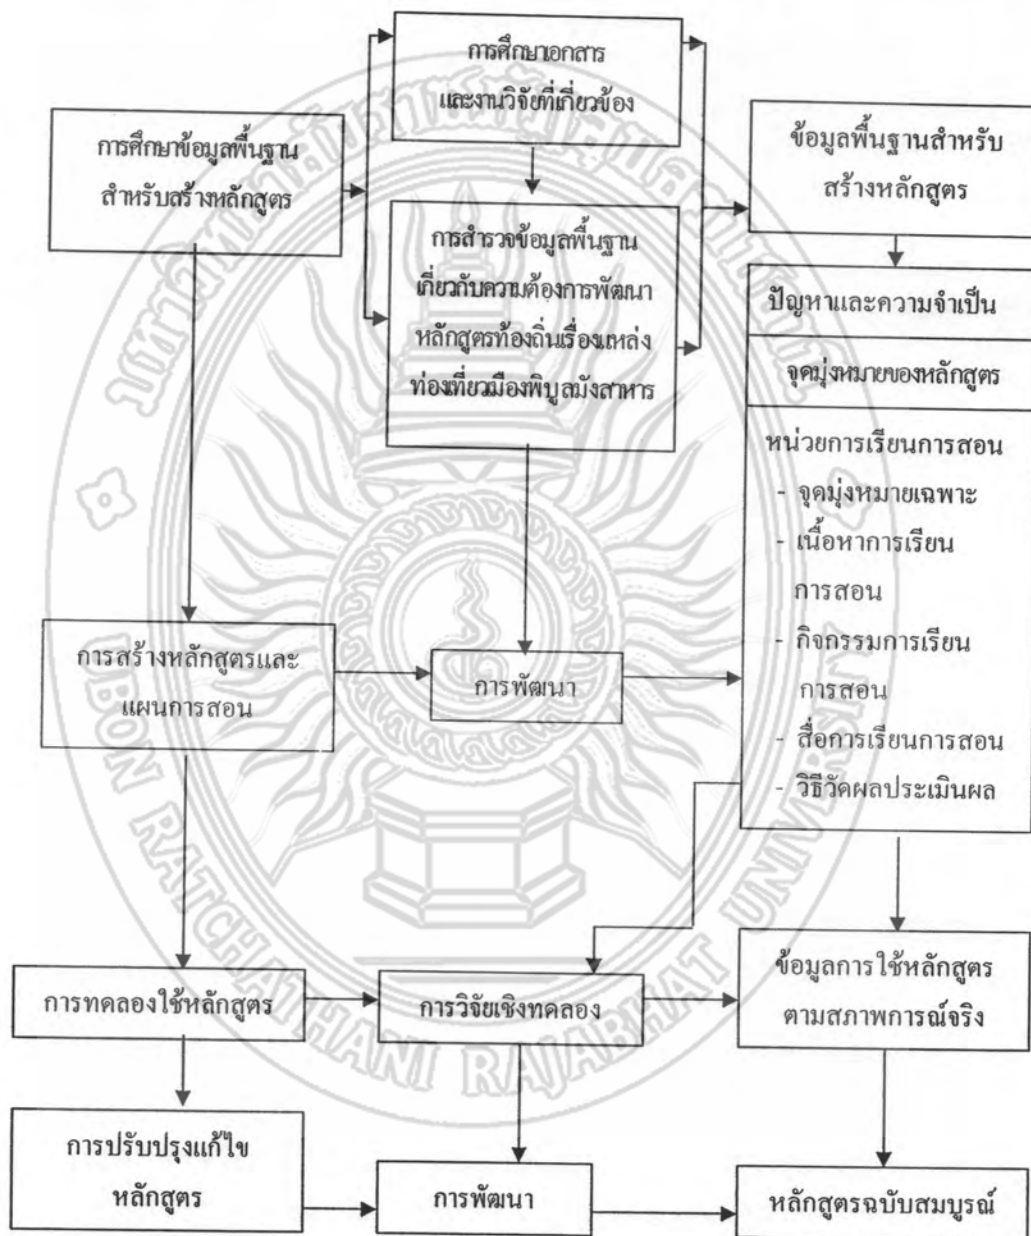 การศึกษาเอกสาร
และงานวิจัยที่เกี่ยวข้อง
การศึกษาข้อมูลพื้นฐาน
สำหรับสร้างหลักสูตร
ข้อมูลพื้นฐานสำหรับ
สร้างหลักสูตร
การสำรวจข้อมูลพื้นฐาน
เกี่ยวกับความต้องการพัฒนา
หลักสูตรท้องถิ่นเรื่องแหล่ง
ท่องเที่ยวเมืองพิบูลมังสาหาร
ปัญหาและความจำเป็น
จุดมุ่งหมายของหลักสูตร
หน่วยการเรียนการสอน
- จุดมุ่งหมายเฉพาะ
- เนื้อหาการเรียน
การสอน
- กิจกรรมการเรียน
การสอน
- สื่อการเรียนการสอน
- วิธีวัดผลประเมินผล
การสร้างหลักสูตรและ
แผนการสอน
การพัฒนา
การทดลองใช้หลักสูตร
การวิจัยเชิงทดลอง
ข้อมูลการใช้หลักสูตร
ตามสภาพการณ์จริง
การปรับปรุงแก้ไข
หลักสูตร
การพัฒนา
หลักสูตรฉบับสมบูรณ์
UBON RATCHATHANI RAJABHAT UNIVERSITY